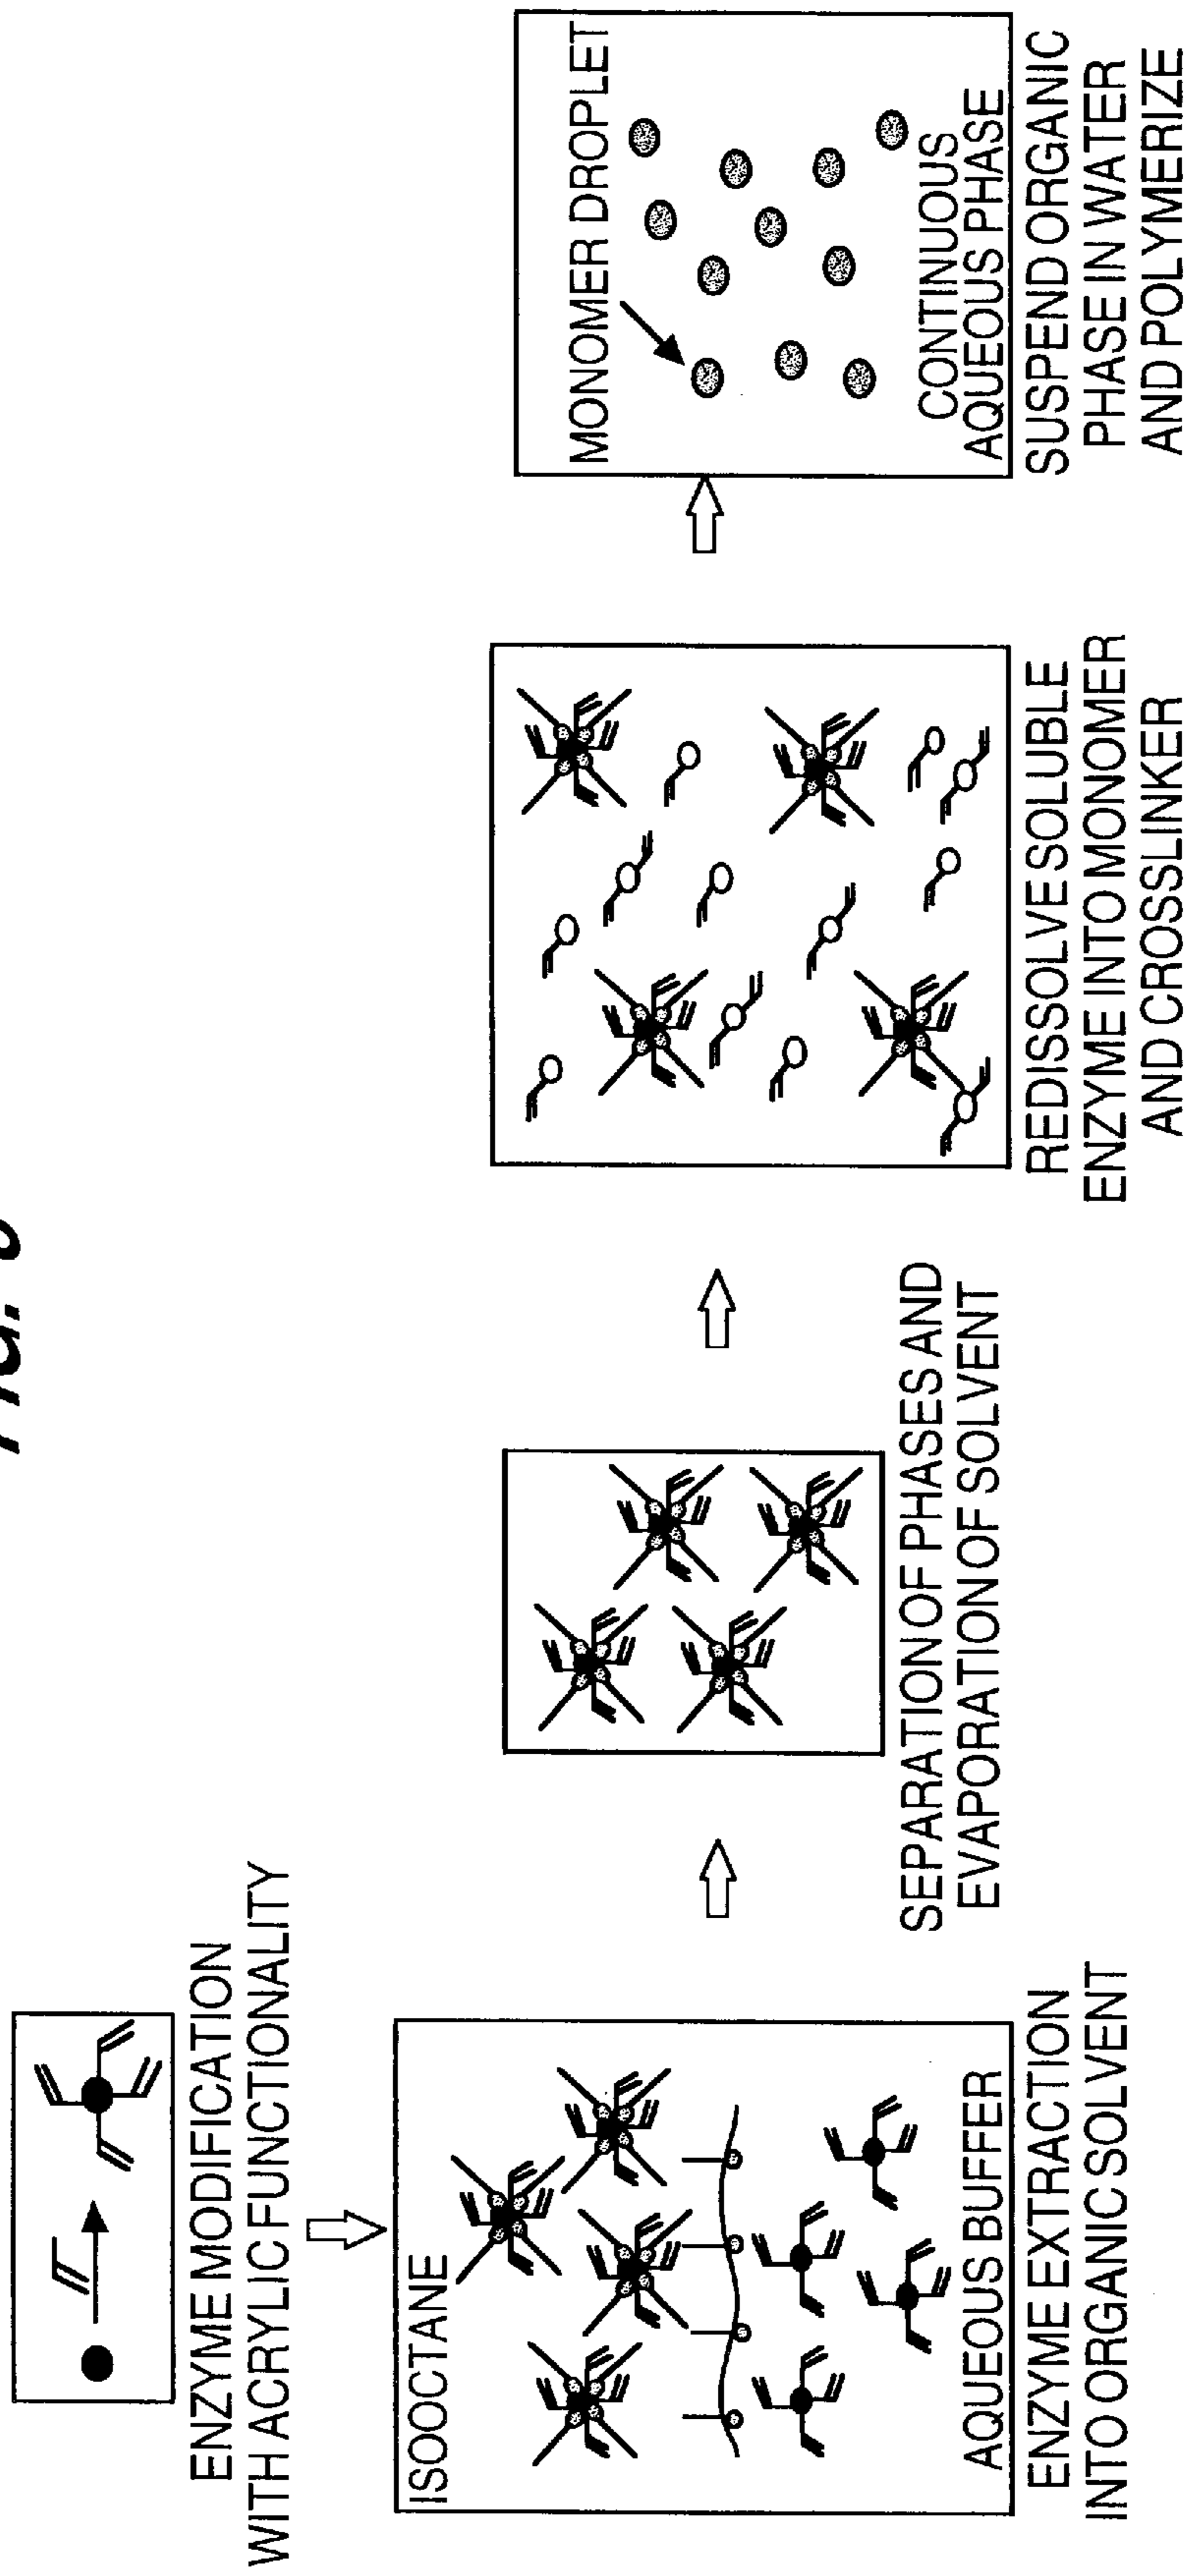 ENZYME MODIFICATION
WITH ACRYLIC FUNCTIONALITY
ISOOCTANE
AQUEOUS BUFFER
ENZYME EXTRACTION
INTO ORGANIC SOLVENT
SEPARATION OF PHASES AND
EVAPORATION OF SOLVENT
REDISSOLVE SOLUBLE
ENZYME INTO MONOMER
AND CROSSLINKER
MONOMER DROPLET
CONTINUOUS
AQUEOUS PHASE
SUSPEND ORGANIC
PHASE IN WATER
AND POLYMERIZE